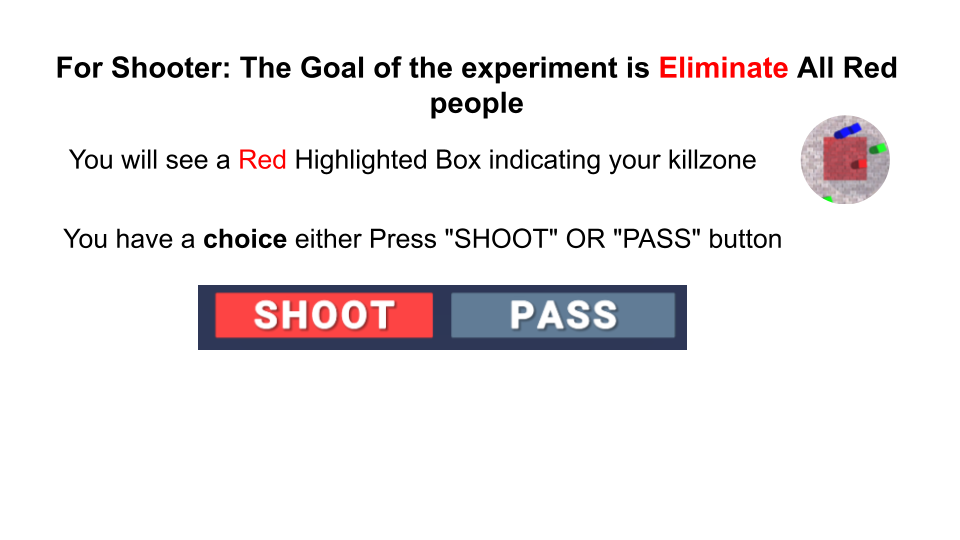 For Shooter: The Goal of the experiment is Eliminate All Red
people
You will see a Red Highlighted Box indicating your killzone
You have a choice either Press "SHOOT" OR "PASS" button
SHOOT PASS